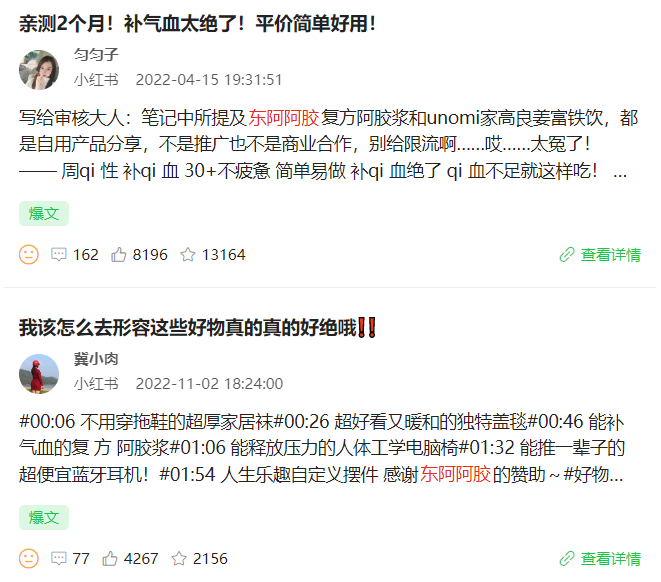 亲测2个月！补气血太绝了！平价简单好用！
匀匀子
小红书 2022-04-15 19:31:51
写给审核大人：笔记中所提及东阿阿胶复方阿胶浆和unomi家高良姜富铁饮，都
是自用产品分享，不是推广也不是商业合作，别给限流啊......哎......太冤了！
—— 周qi 性 补qi 血 30+不疲惫 简单易做 补qi 血绝了 qi 血不足就这样吃！ ...
爆文
162 8196 13164 查看详情
我该怎么去形容这些好物真的真的好绝哦‼️
冀小肉
小红书 2022-11-02 18:24:00
#00:06 不用穿拖鞋的超厚家居袜#00:26 超好看又暖和的独特盖毯#00:46 能补
气血的复 方 阿胶浆#01:06 能释放压力的人体工学电脑椅#01:32 能推一辈子的
超便宜蓝牙耳机！#01:54 人生乐趣自定义摆件 感谢东阿阿胶的赞助～#好物...
爆文
77 4267 2156 查看详情